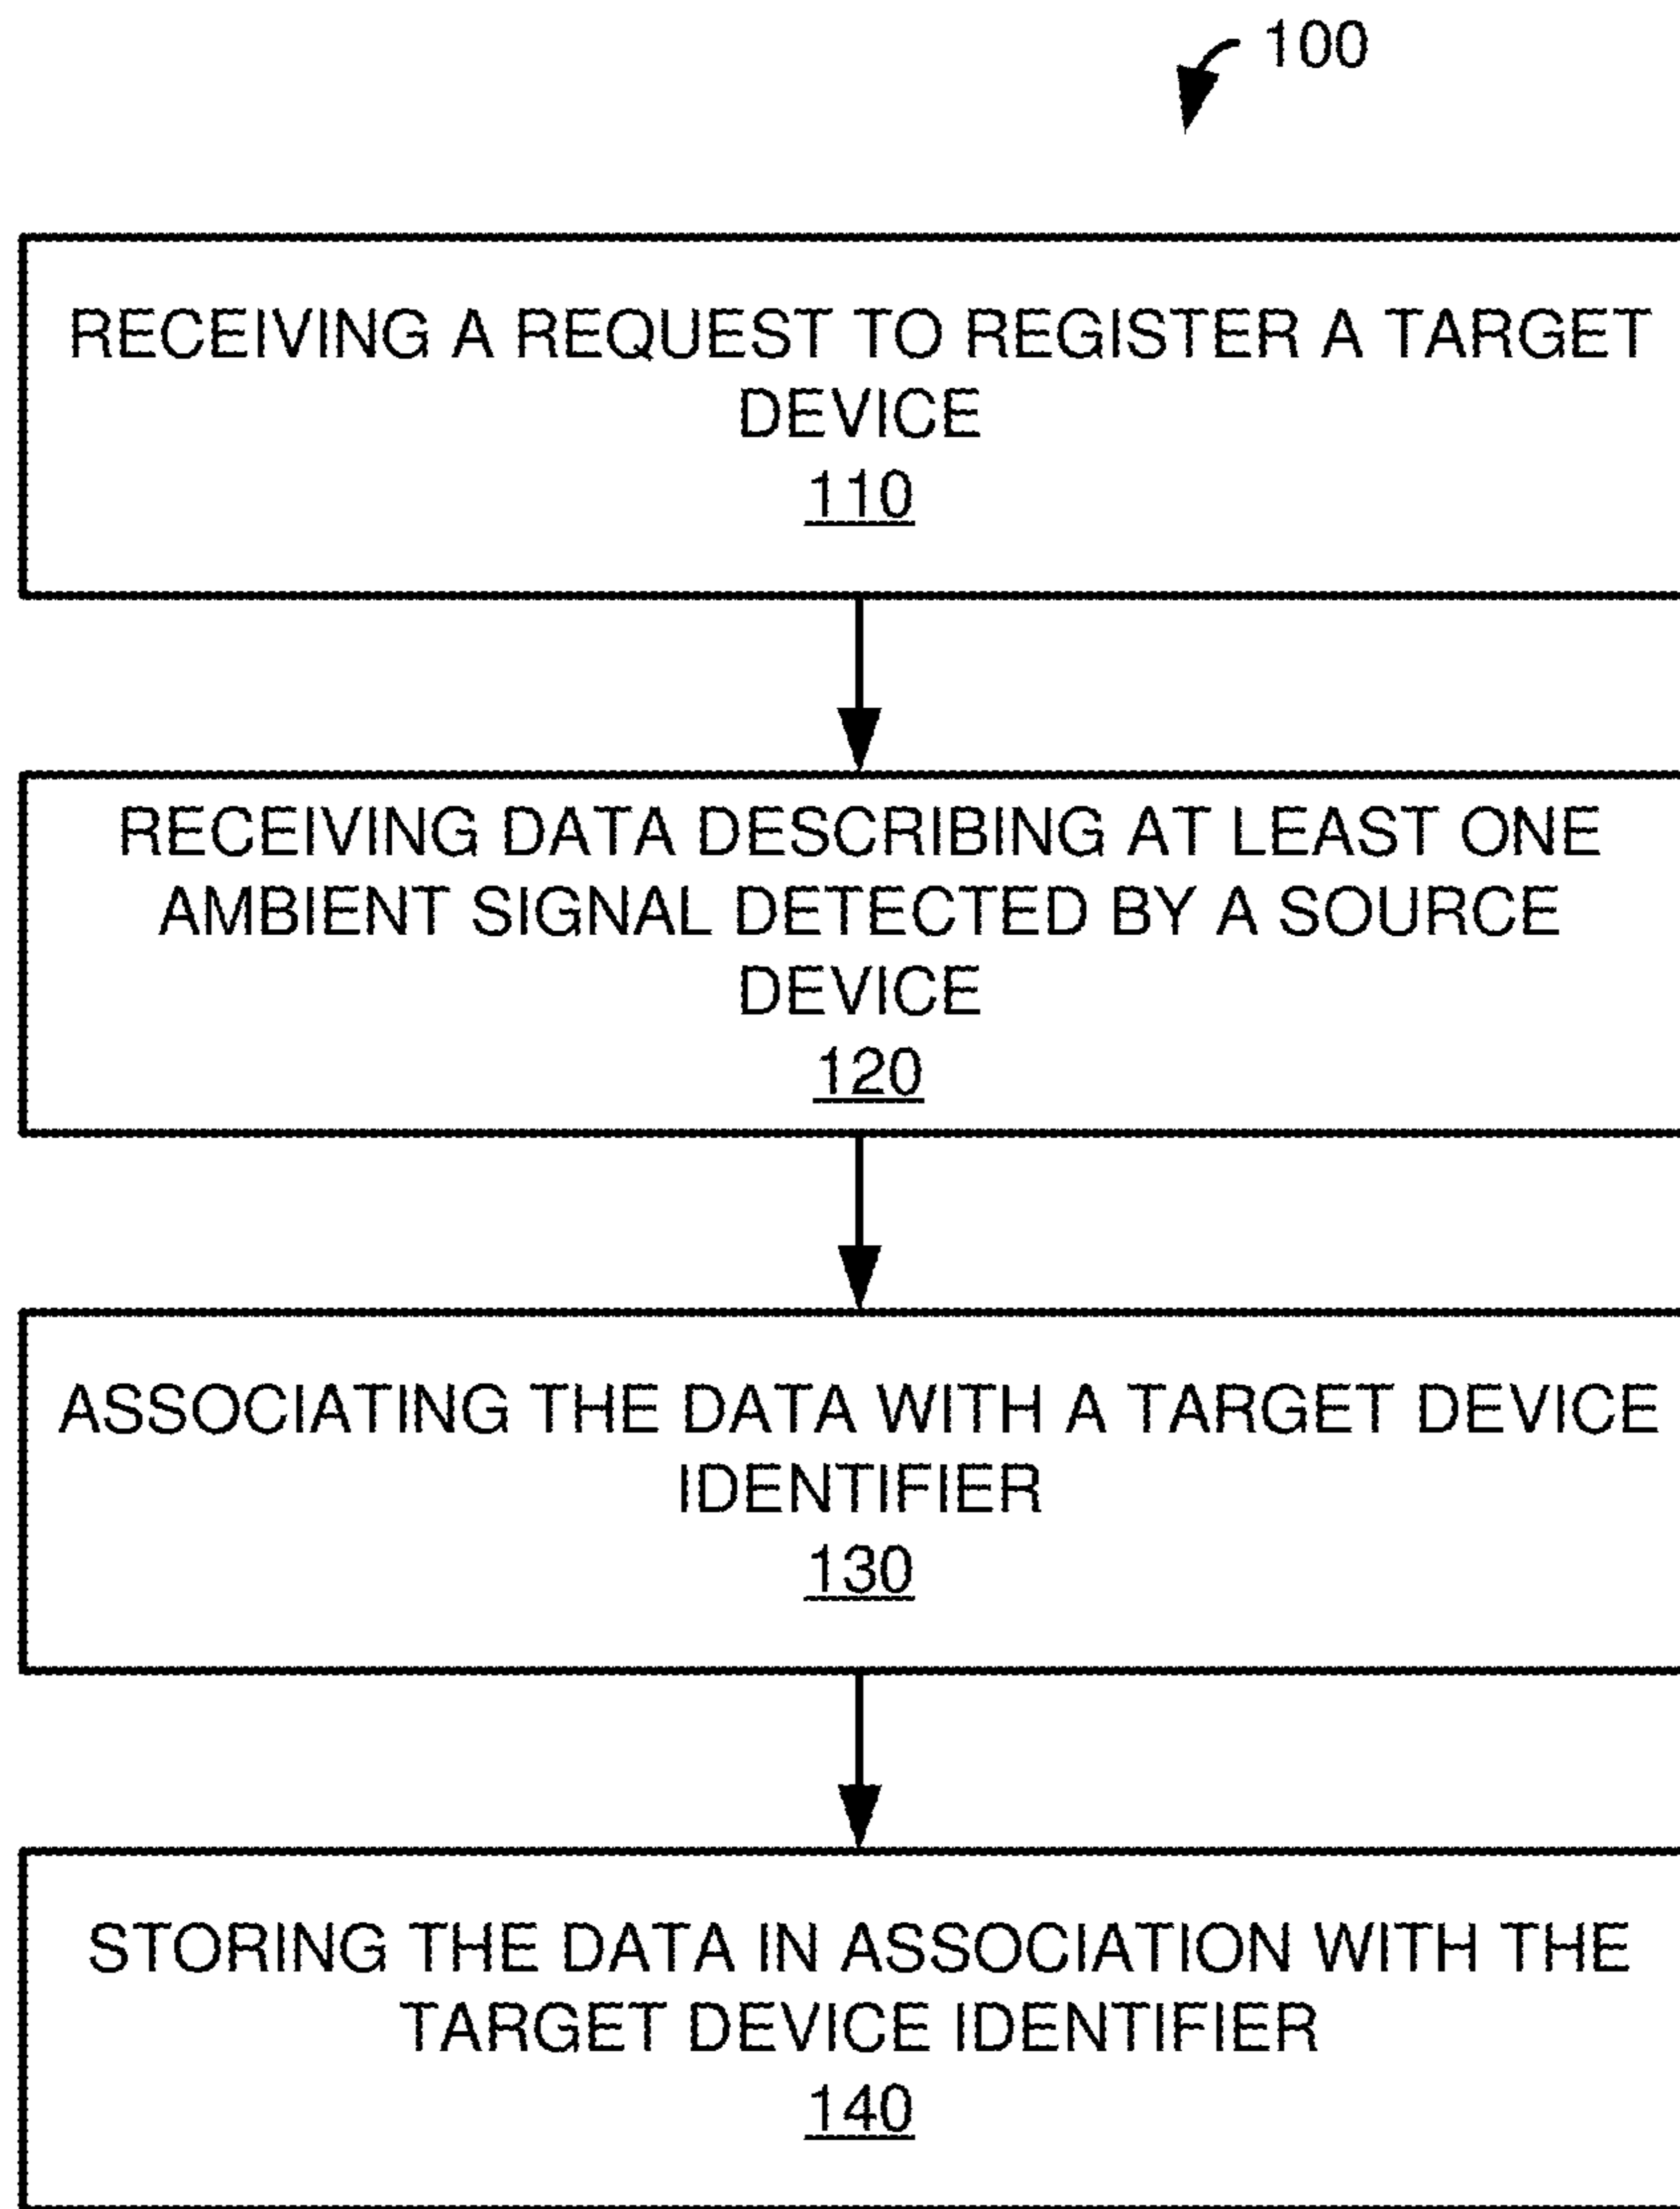 100
RECEIVING A REQUEST TO REGISTER A TARGET
DEVICE
110
RECEIVING DATA DESCRIBING AT LEAST ONE
AMBIENT SIGNAL DETECTED BY A SOURCE
DEVICE
120
ASSOCIATING THE DATA WITH A TARGET DEVICE
IDENTIFIER
130
STORING THE DATA IN ASSOCIATION WITH THE
TARGET DEVICE IDENTIFIER
140